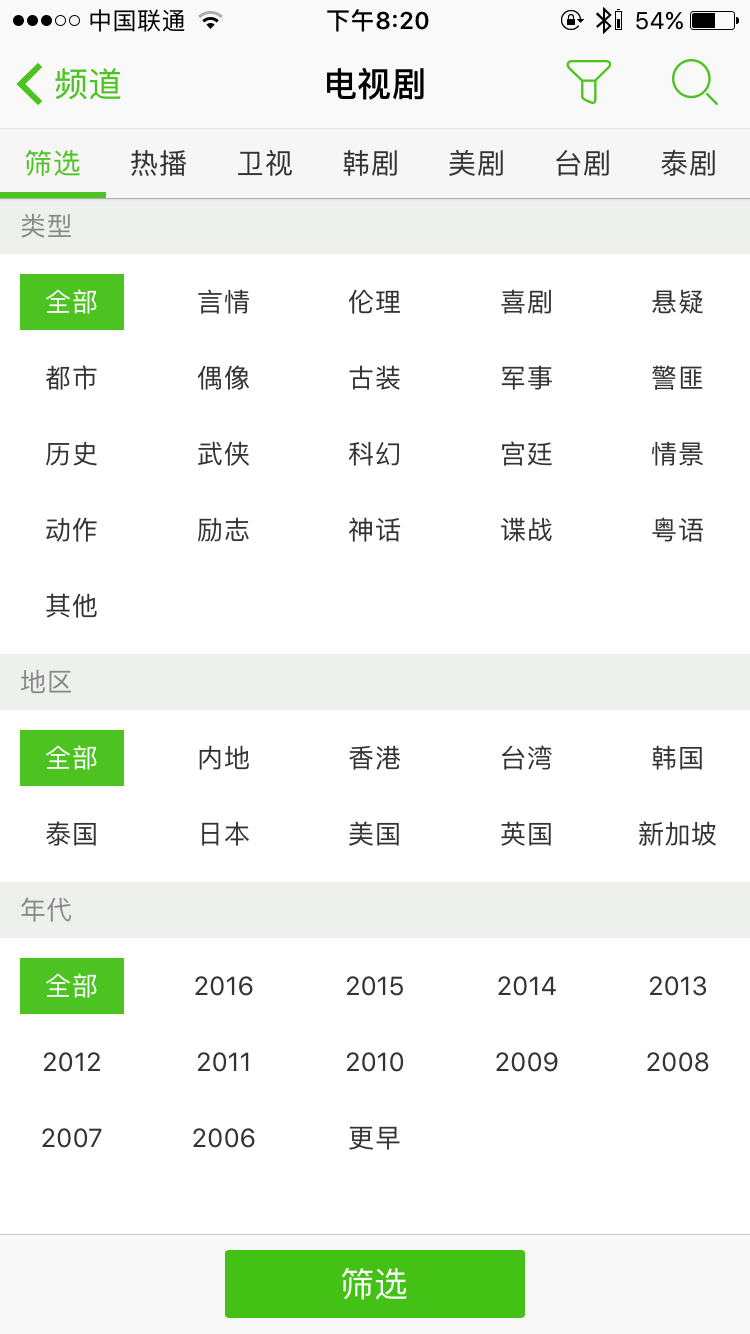 中国联通 下午8:20 54%
频道 电视剧
筛选 热播 卫视 韩剧 美剧 台剧 泰剧
类型
全部 言情 伦理 喜剧 悬疑
都市 偶像 古装 军事 警匪
历史 武侠 科幻 宫廷 情景
动作 励志 神话 谍战 粤语
其他
地区
全部 内地 香港 台湾 韩国
泰国 日本 美国 英国 新加坡
年代
全部 2016 2015 2014 2013
2012 2011 2010 2009 2008
2007 2006 更早
筛选